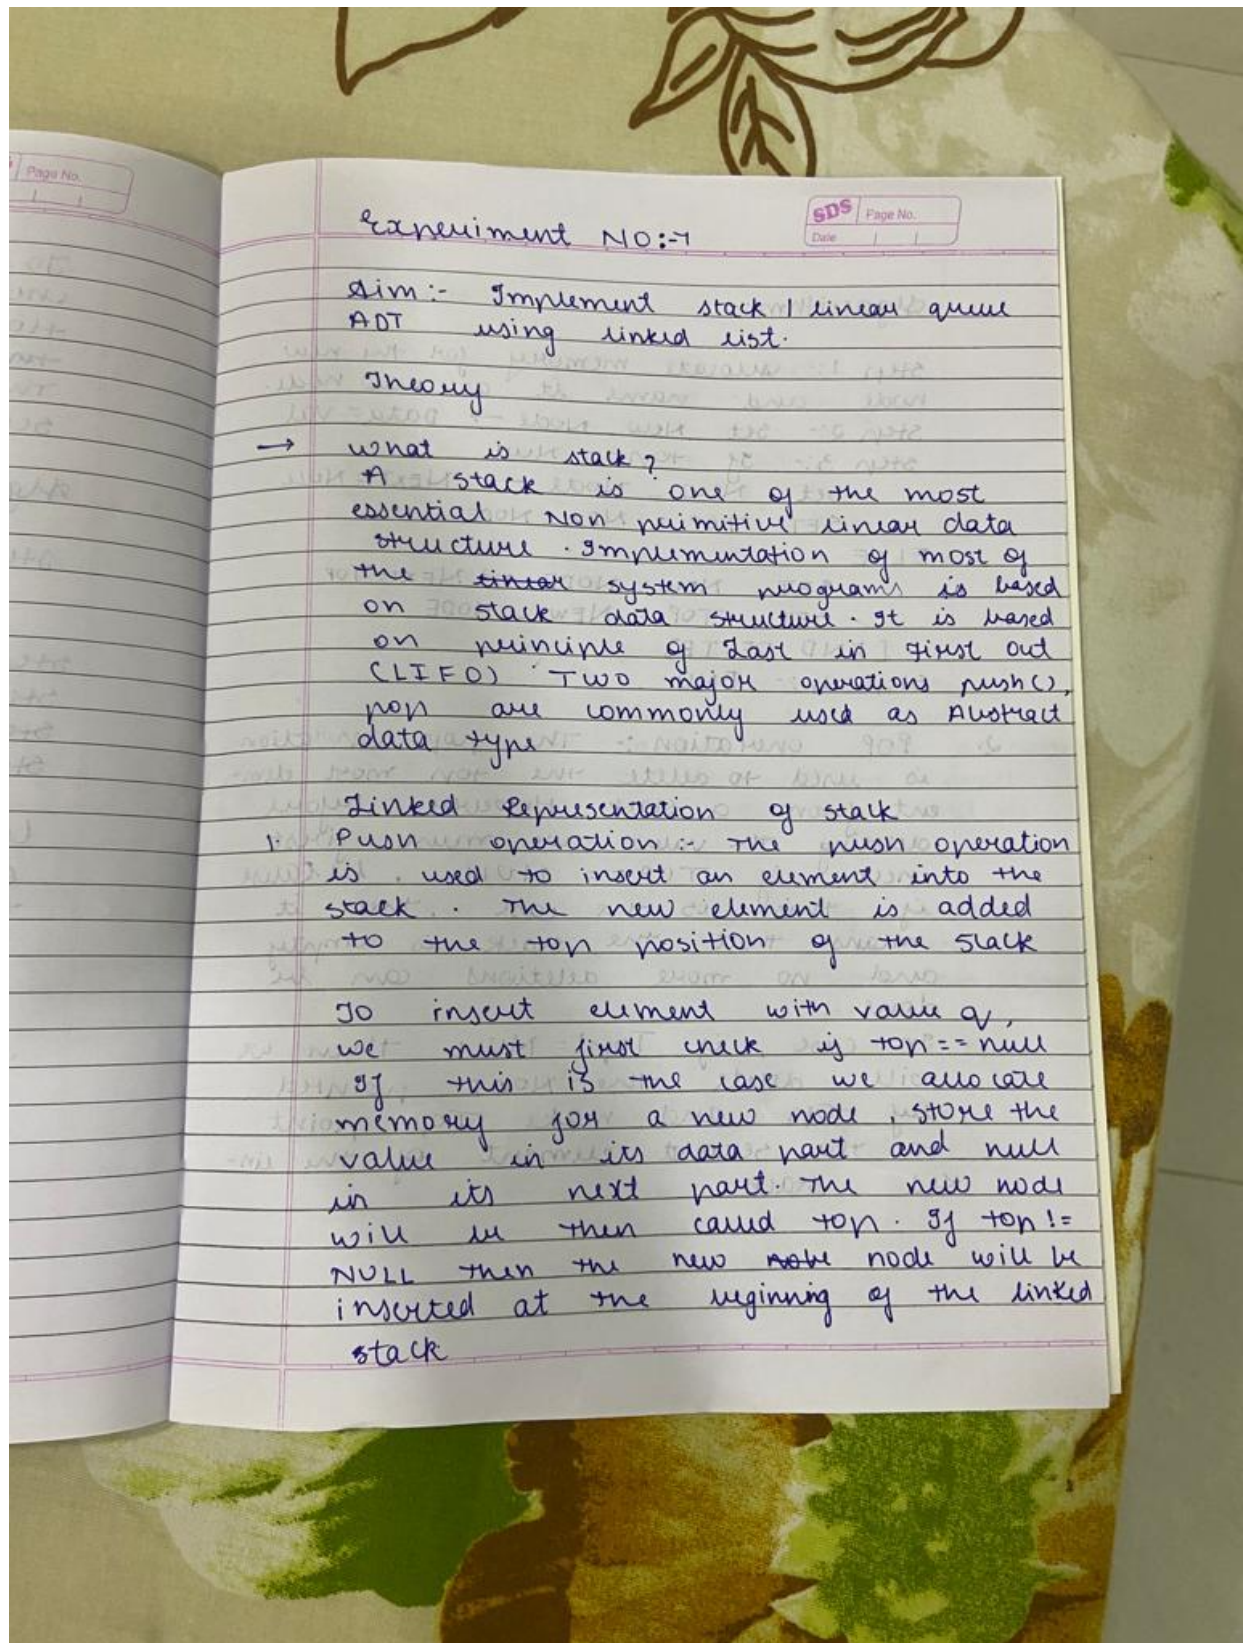 Page No.
SDS Page No.
Date
Experiment NO:-7
Aim:- Implement stack / linear queue
ADT using linked list.
Theory
→ what is stack?
A stack is one of the most
essential Non primitive linear data
structure. Implementation of most of
the linear system programs is based
on stack data structure. It is based
on principle of Last in First out
(LIFO) Two major operations push(),
pop are commonly used as Abstract
data type
Linked Representation of stack
1. Push operation:- The push operation
is used to insert an element into the
stack. The new element is added
to the top position of the stack
To insert element with value 9,
we must first check if top == null
If this is the case we allocate
memory for a new node, store the
value in its data part and null
in its next part. The new node
will be then called top. If top !=
NULL then the new node will be
inserted at the beginning of the linked
stack